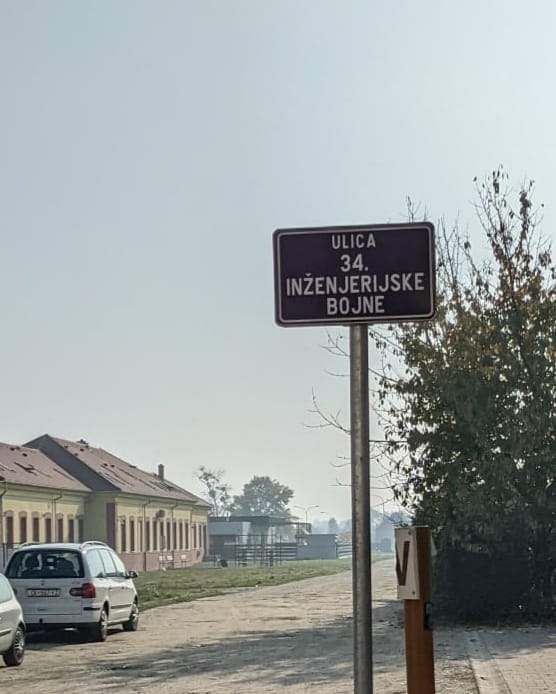 ULICA
34.
INŽENJERIJSKE
BOJNE
V